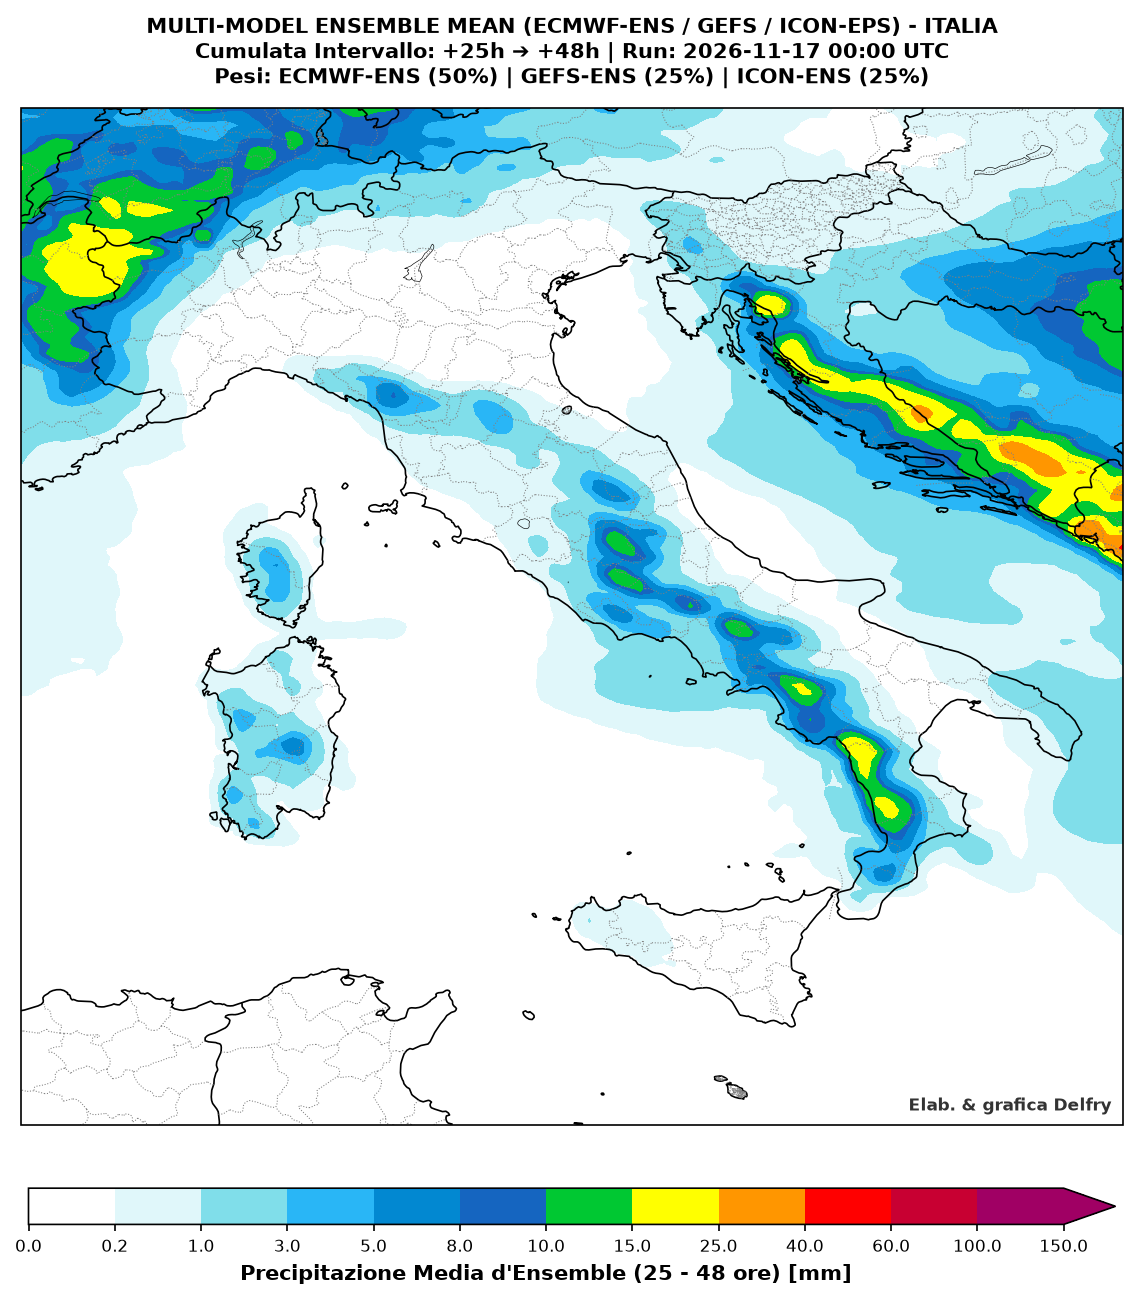 MULTI-MODEL ENSEMBLE MEAN (ECMWF-ENS / GEFS / ICON-EPS) - ITALIA
Cumulata Intervallo: +25h → +48h | Run: 2026-11-17 00:00 UTC
Pesi: ECMWF-ENS (50%) | GEFS-ENS (25%) | ICON-ENS (25%)
Elab. & grafica Delfry
0.0 0.2 1.0 3.0 5.0 8.0 10.0 15.0 25.0 40.0 60.0 100.0 150.0
Precipitazione Media d'Ensemble (25 - 48 ore) [mm]